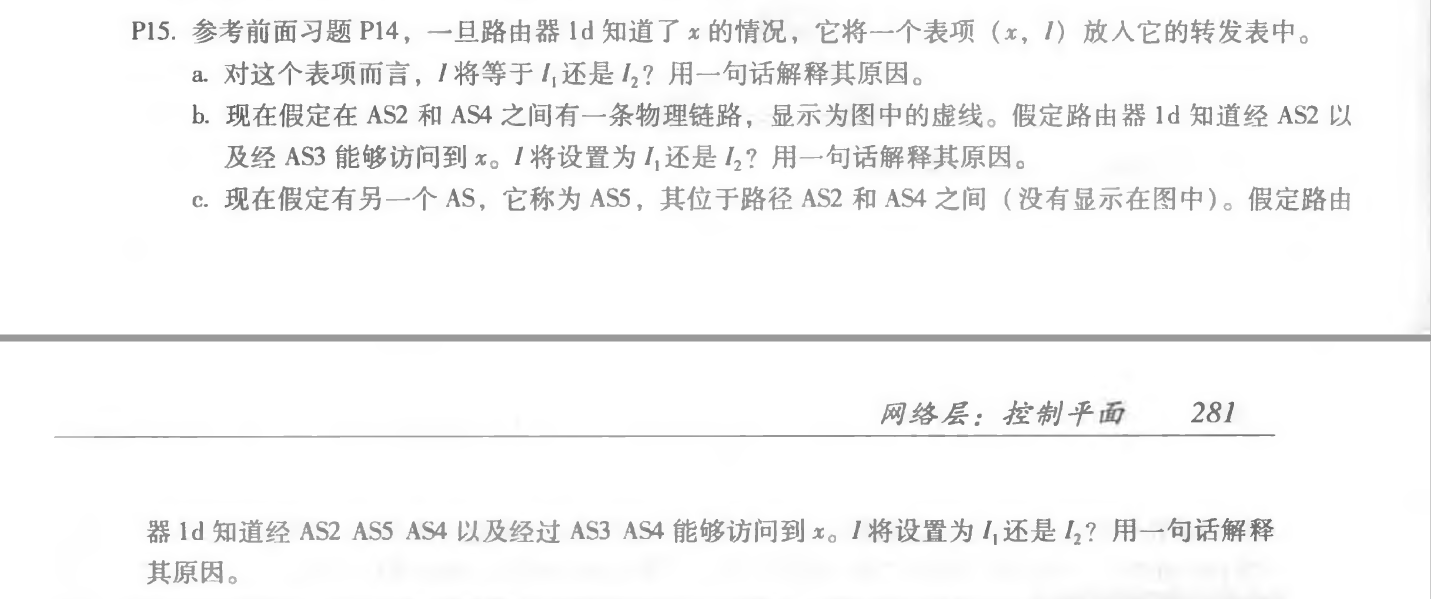 P15. 参考前面习题 P14，一旦路由器 1d 知道了 x 的情况，它将一个表项（x，I）放入它的转发表中。
a. 对这个表项而言，I 将等于 I₁还是 I₂？用一句话解释其原因。
b. 现在假定在 AS2 和 AS4 之间有一条物理链路，显示为图中的虚线。假定路由器 1d 知道经 AS2 以
及经 AS3 能够访问到 x。I 将设置为 I₁还是 I₂？用一句话解释其原因。
c. 现在假定有另一个 AS，它称为 AS5，其位于路径 AS2 和 AS4 之间（没有显示在图中）。假定路由
网络层：控制平面 281
器 1d 知道经 AS2 AS5 AS4 以及经过 AS3 AS4 能够访问到 x。I 将设置为 I₁还是 I₂？用一句话解释
其原因。